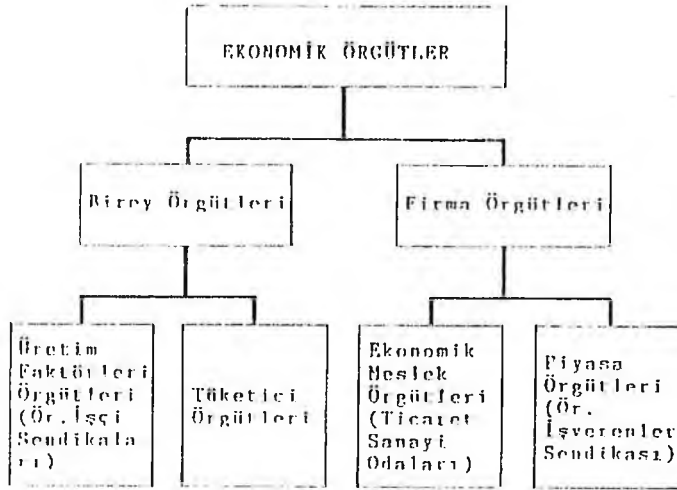 EKONOMİK ÖRGÜTLER
Birey Örgütleri
Firma Örgütleri
Üretim
Faktörleri
Örgütleri
(Ör.İşçi
Sendikala
rı)
Tüketici
Örgütleri
Ekonomik
Meslek
Örgütleri
(Ticaret
Sanayi
Odaları)
Piyasa
Örgütleri
(Ör.
İşverenler
Sendikası)